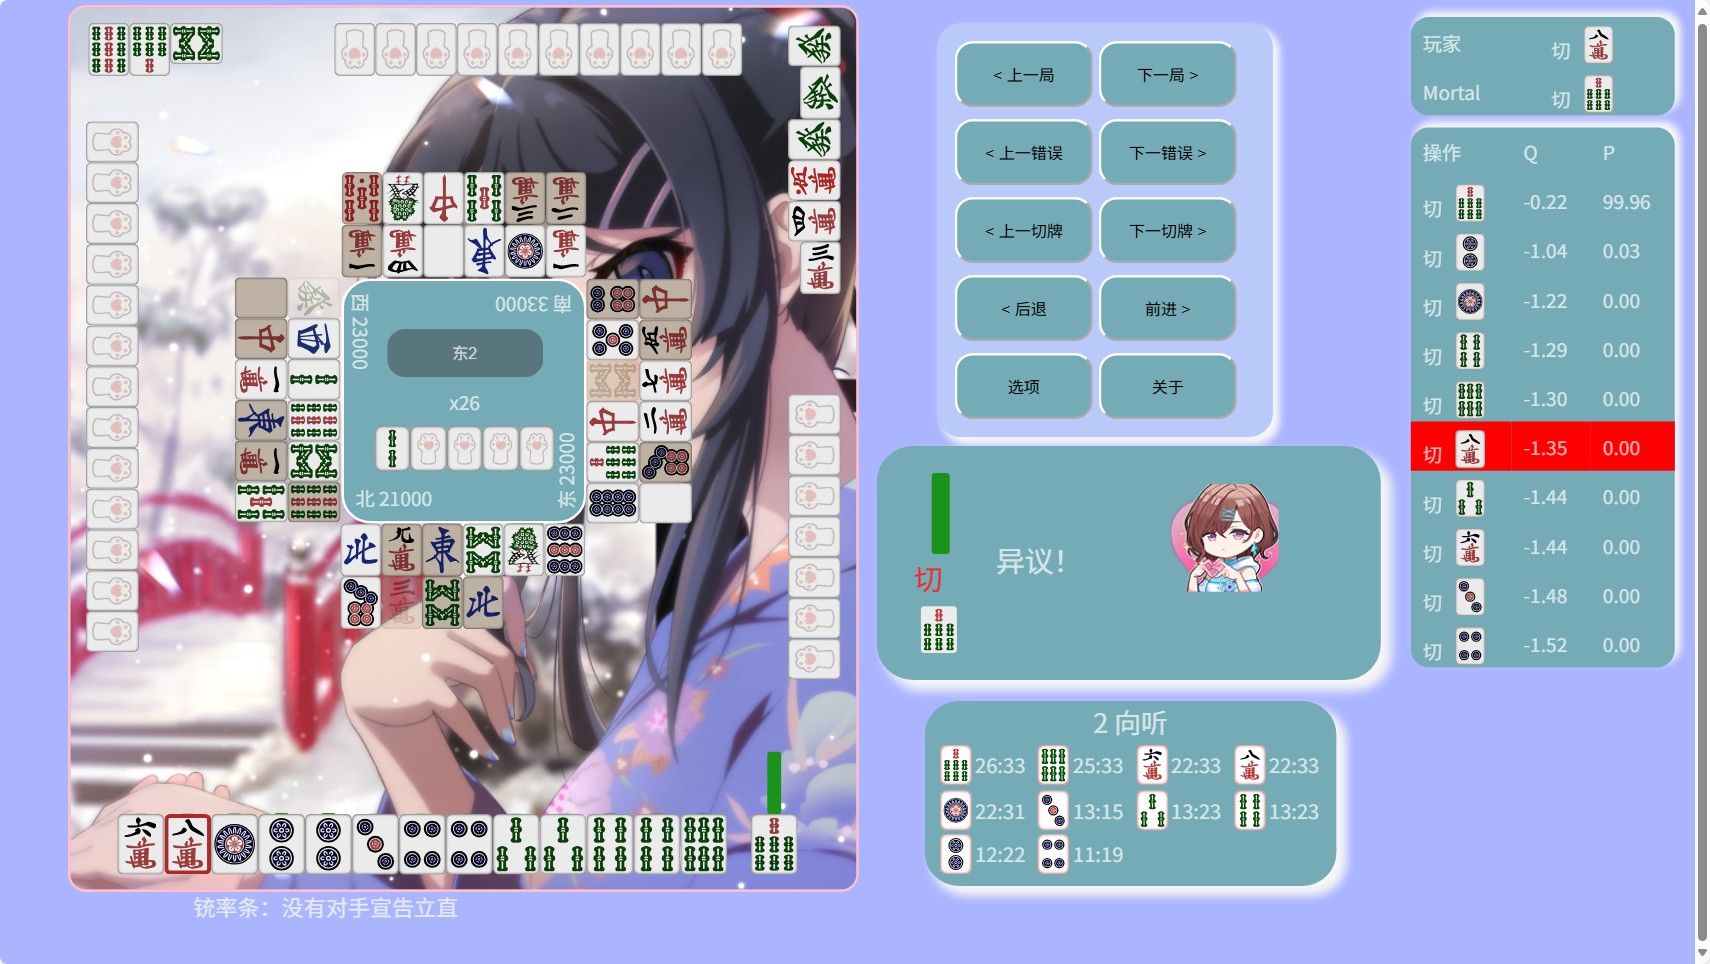 < 上一局
下一局 >
< 上一错误
下一错误 >
< 上一切牌
下一切牌 >
< 后退
前进 >
选项
关于
玩家 切
Mortal 切
操作 Q P
切 -0.22 99.96
切 -1.04 0.03
切 -1.22 0.00
切 -1.29 0.00
切 -1.30 0.00
切 -1.35 0.00
切 -1.44 0.00
切 -1.44 0.00
切 -1.48 0.00
切 -1.52 0.00
西 23000
南 33000
东2
x26
北 21000
东 23000
切
异议!
2 向听
26:33 25:33 22:33 22:33
22:31 13:15 13:23 13:23
12:22 11:19
铳率条：没有对手宣告立直